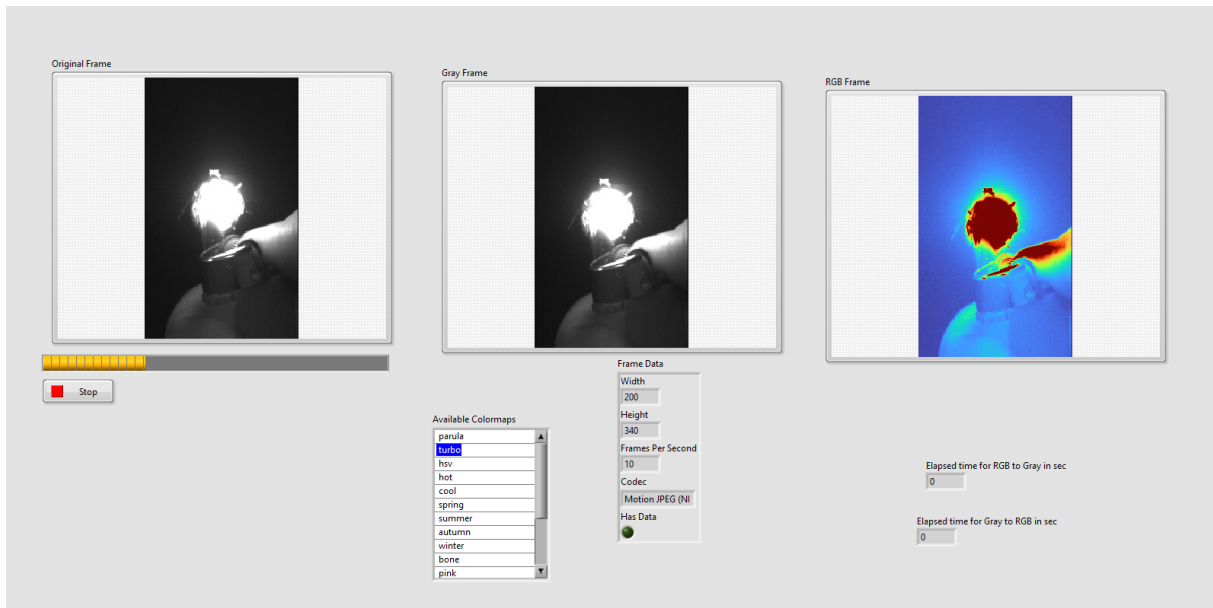 Original Frame
Gray Frame
RGB Frame
Stop
Frame Data
Width
200
Height
340
Frames Per Second
10
Codec
Motion JPEG (NI
Has Data
Available Colormaps
parula
turbo
hsv
hot
cool
spring
summer
autumn
winter
bone
pink
Elapsed time for RGB to Gray in sec
0
Elapsed time for Gray to RGB in sec
0